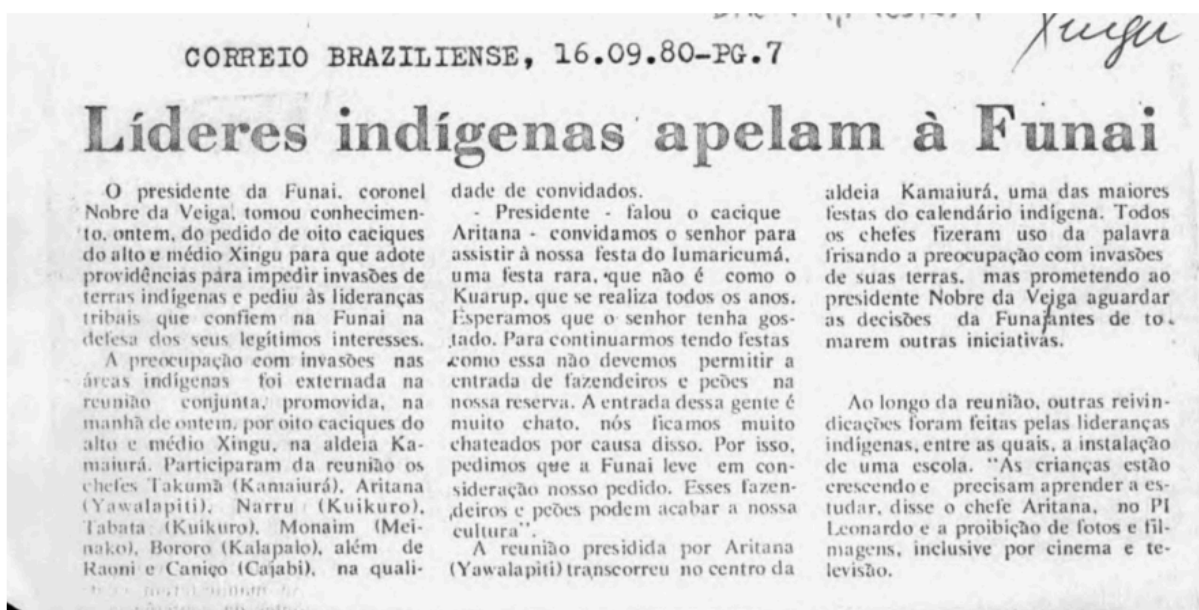 Xingu
CORREIO BRAZILIENSE, 16.09.80-PG.7
Líderes indígenas apelam à Funai
O presidente da Funai, coronel
Nobre da Veiga, tomou conhecimen-
to, ontem, do pedido de oito caciques
do alto e médio Xingu para que adote
providências para impedir invasões de
terras indígenas e pediu às lideranças
tribais que confiem na Funai na
defesa dos seus legítimos interesses.
A preocupação com invasões nas
áreas indígenas foi externada na
reunião conjunta, promovida, na
manhã de ontem, por oito caciques do
alto e médio Xingu, na aldeia Ka-
maiurá. Participaram da reunião os
chefes Takumã (Kamaiurá), Aritana
(Yawalapiti), Narru (Kuikuro),
Tabata (Kuikuro), Monaim (Mei-
nako), Bororo (Kalapalo), além de
Raoni e Caniço (Cajabi), na quali-
dade de convidados.
- Presidente - falou o cacique
Aritana - convidamos o senhor para
assistir à nossa festa do Iumaricumá,
uma festa rara, que não é como o
Kuarup, que se realiza todos os anos.
Esperamos que o senhor tenha gos-
tado. Para continuarmos tendo festas
como essa não devemos permitir a
entrada de fazendeiros e peões na
nossa reserva. A entrada dessa gente é
muito chato, nós ficamos muito
chateados por causa disso. Por isso,
pedimos que a Funai leve em con-
sideração nosso pedido. Esses fazen-
deiros e peões podem acabar a nossa
cultura".
A reunião presidida por Aritana
(Yawalapiti) transcorreu no centro da
aldeia Kamaiurá, uma das maiores
festas do calendário indígena. Todos
os chefes fizeram uso da palavra
frisando a preocupação com invasões
de suas terras, mas prometendo ao
presidente Nobre da Veiga aguardar
as decisões da Funai antes de to-
marem outras iniciativas.
Ao longo da reunião, outras reivin-
dicações foram feitas pelas lideranças
indígenas, entre as quais, a instalação
de uma escola. "As crianças estão
crescendo e precisam aprender a es-
tudar, disse o chefe Aritana, no PI
Leonardo e a proibição de fotos e fil-
magens, inclusive por cinema e te-
levisão.